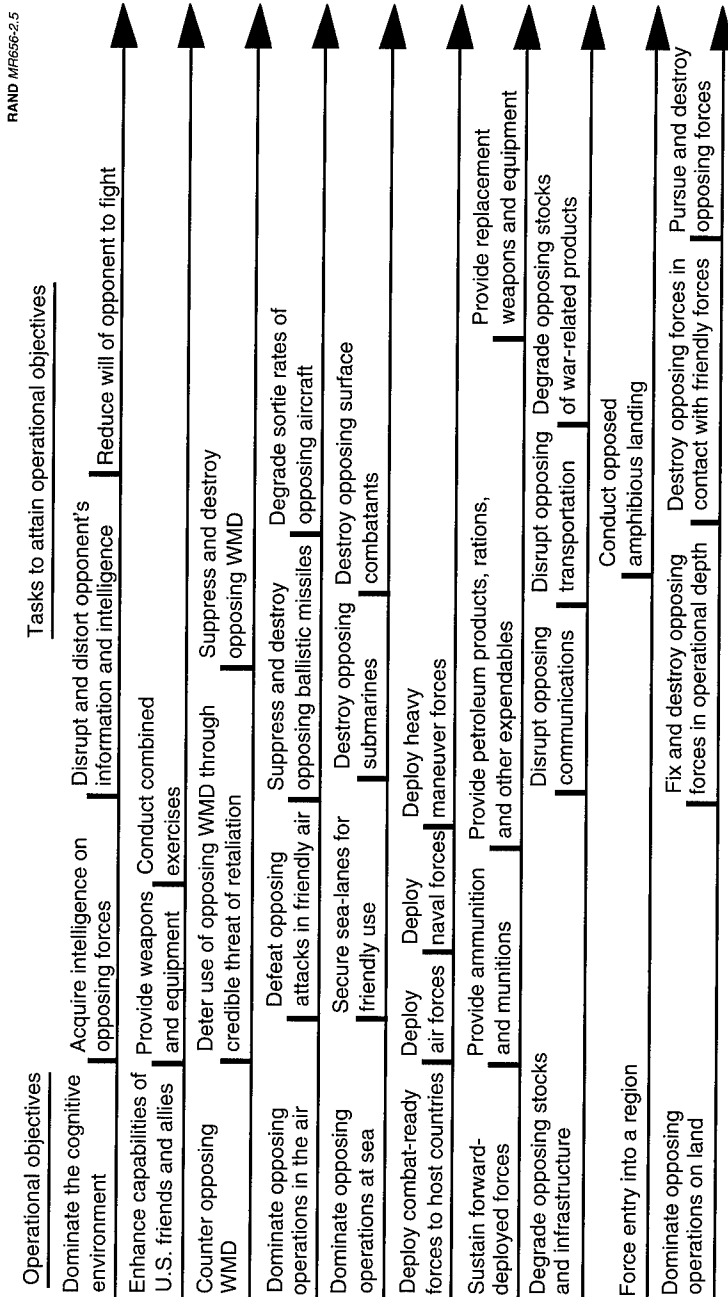 RAND MR656-2.5
Operational objectives
Tasks to attain operational objectives
Dominate the cognitive
environment
Acquire intelligence on
opposing forces
Disrupt and distort opponent's
information and intelligence
Reduce will of opponent to fight
Enhance capabilities of
U.S. friends and allies
Provide weapons
and equipment
Conduct combined
exercises
Counter opposing
WMD
Deter use of opposing WMD through
credible threat of retaliation
Suppress and destroy
opposing WMD
Dominate opposing
operations in the air
Defeat opposing
attacks in friendly air
Suppress and destroy
opposing ballistic missiles
Degrade sortie rates of
opposing aircraft
Dominate opposing
operations at sea
Secure sea-lanes for
friendly use
Destroy opposing
submarines
Destroy opposing surface
combatants
Deploy combat-ready
forces to host countries
Deploy
air forces
Deploy
naval forces
Deploy heavy
maneuver forces
Sustain forward-
deployed forces
Provide ammunition
and munitions
Provide petroleum products, rations,
and other expendables
Provide replacement
weapons and equipment
Degrade opposing stocks
and infrastructure
Disrupt opposing
communications
Disrupt opposing
transportation
Degrade opposing stocks
of war-related products
Force entry into a region
Conduct opposed
amphibious landing
Dominate opposing
operations on land
Fix and destroy opposing
forces in operational depth
Destroy opposing forces in
contact with friendly forces
Pursue and destroy
opposing forces